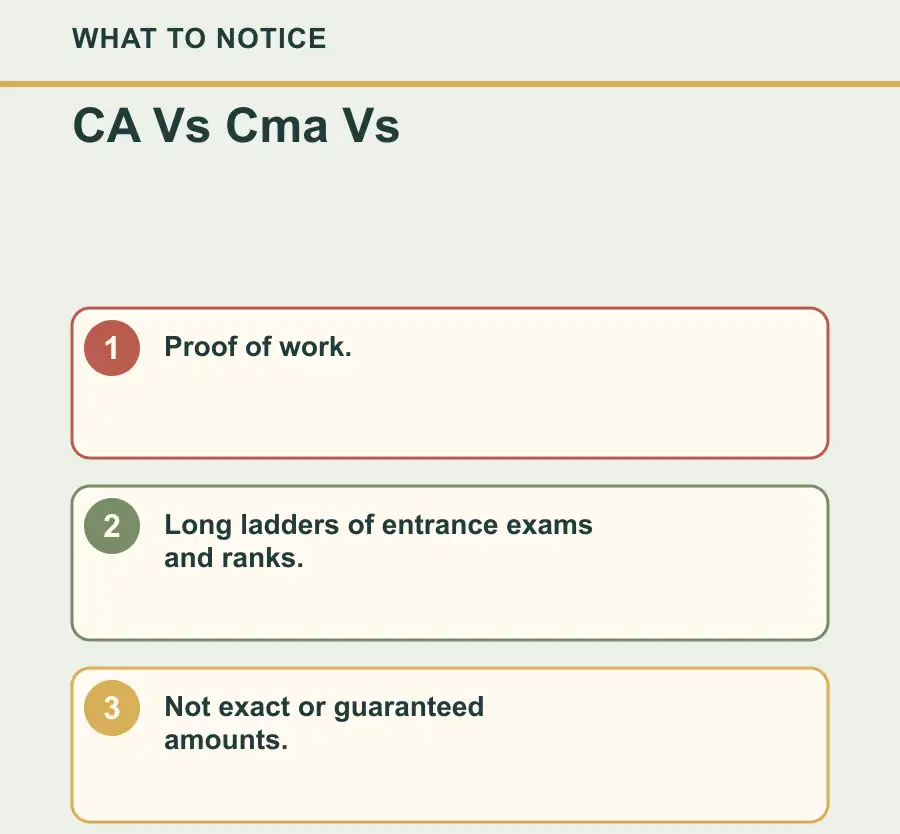 WHAT TO NOTICE
CA Vs Cma Vs
1
Proof of work.
2
Long ladders of entrance exams
and ranks.
3
Not exact or guaranteed
amounts.